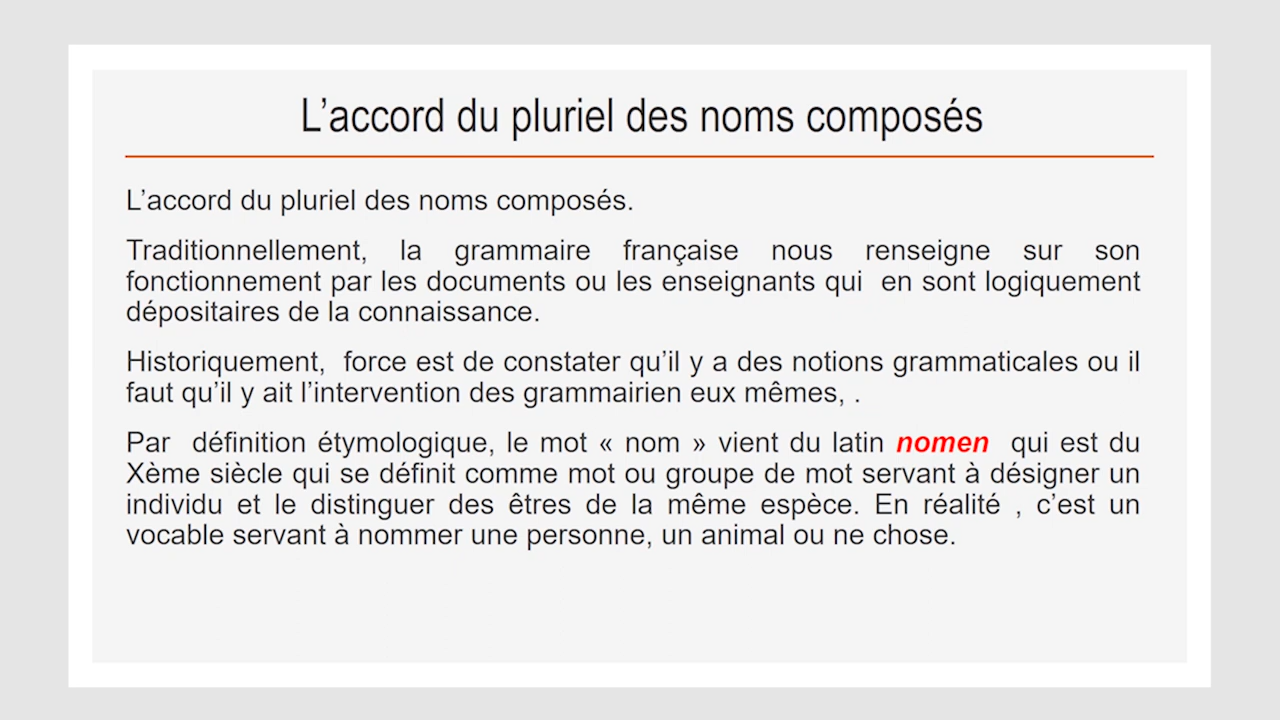 L’accord du pluriel des noms composés
L’accord du pluriel des noms composés.
Traditionnellement, la grammaire française nous renseigne sur son
fonctionnement par les documents ou les enseignants qui  en sont logiquement
dépositaires de la connaissance.
Historiquement,  force est de constater qu’il y a des notions grammaticales ou il
faut qu’il y ait l’intervention des grammairien eux mêmes, .
Par  définition étymologique, le mot « nom » vient du latin nomen  qui est du
Xème siècle qui se définit comme mot ou groupe de mot servant à désigner un
individu et le distinguer des êtres de la même espèce. En réalité , c’est un
vocable servant à nommer une personne, un animal ou ne chose.